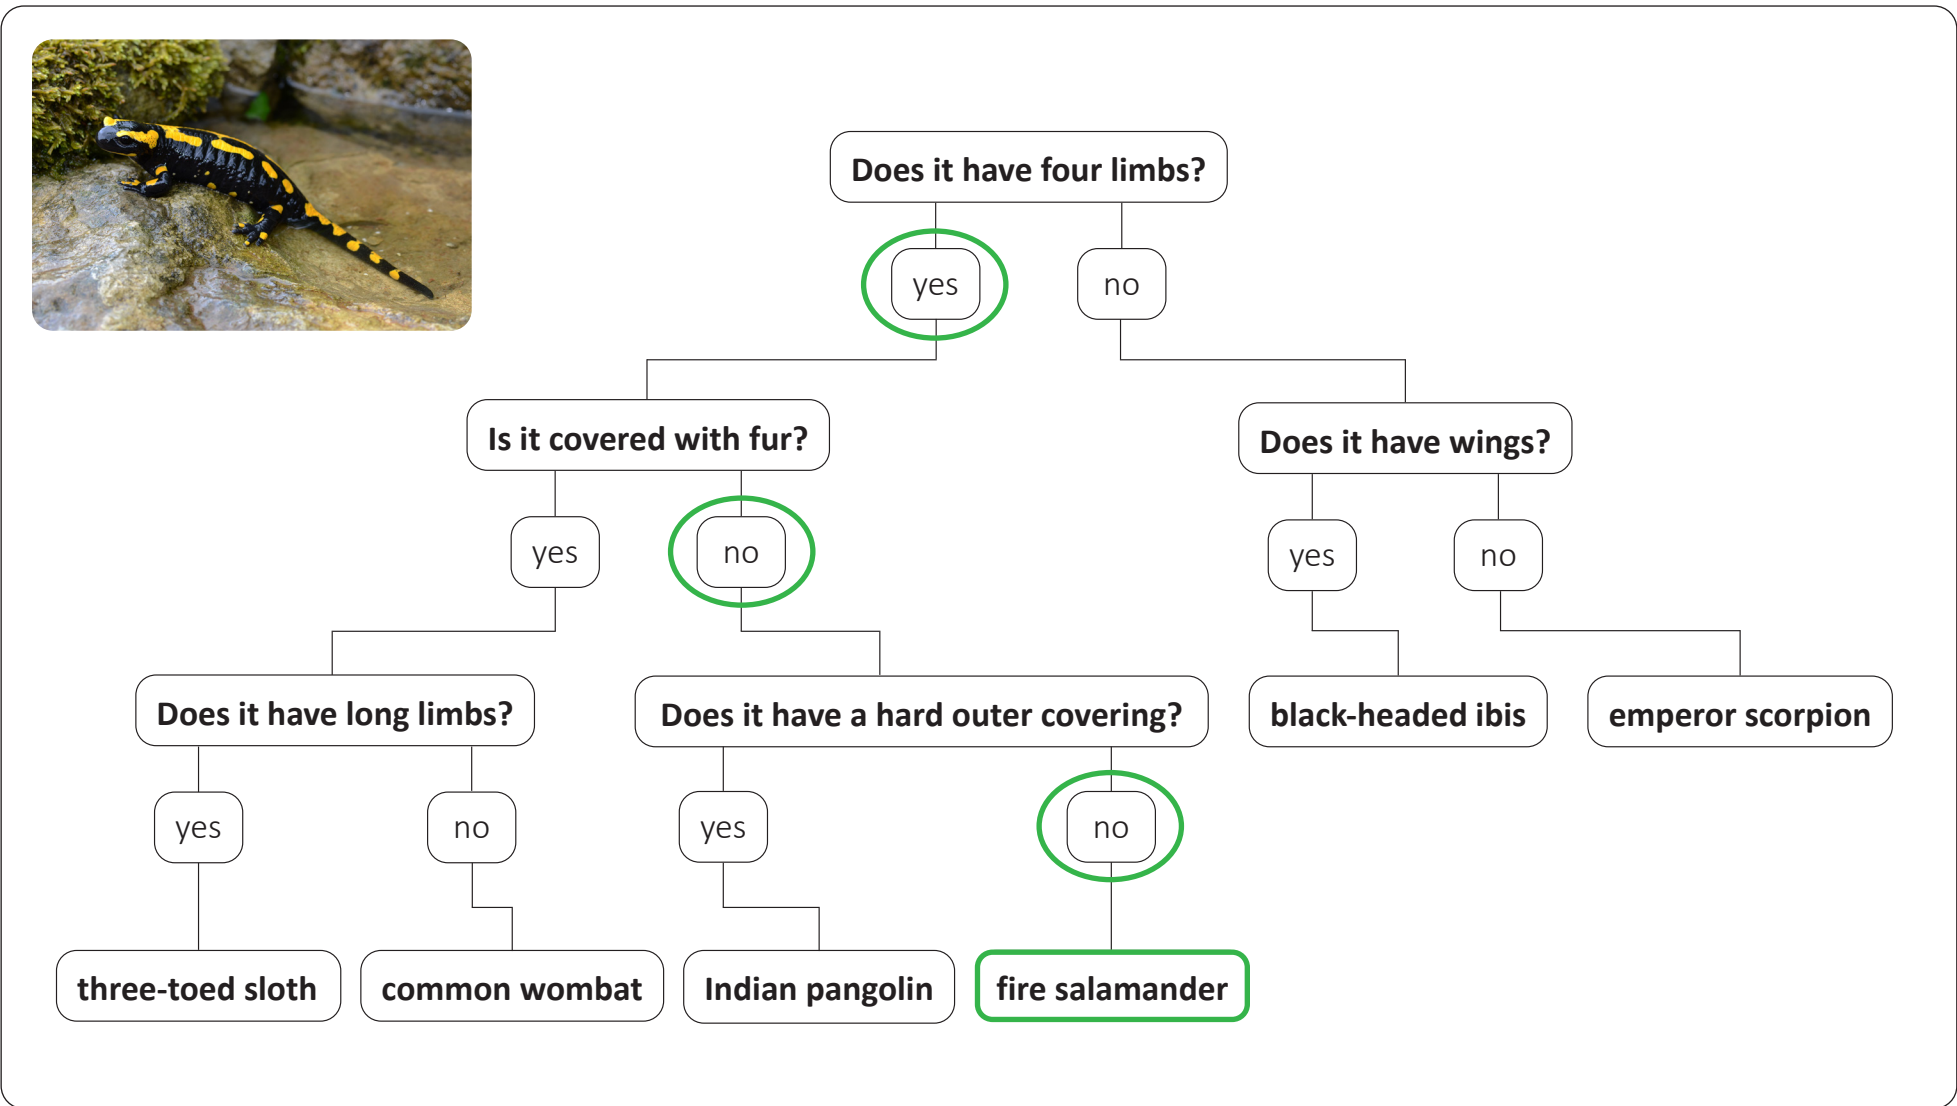 Does it have four limbs?
yes
no
Is it covered with fur?
Does it have wings?
yes
no
yes
no
Does it have long limbs?
Does it have a hard outer covering?
black-headed ibis
emperor scorpion
yes
no
yes
no
three-toed sloth
common wombat
Indian pangolin
fire salamander